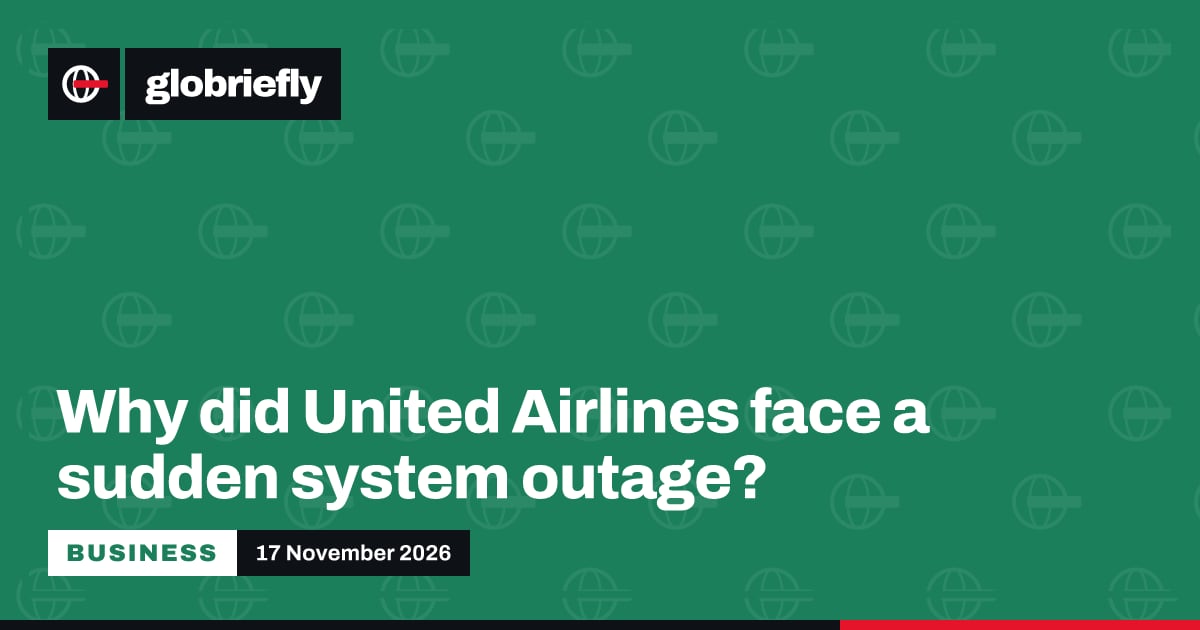 globriefly
Why did United Airlines face a
sudden system outage?
BUSINESS
17 November 2026